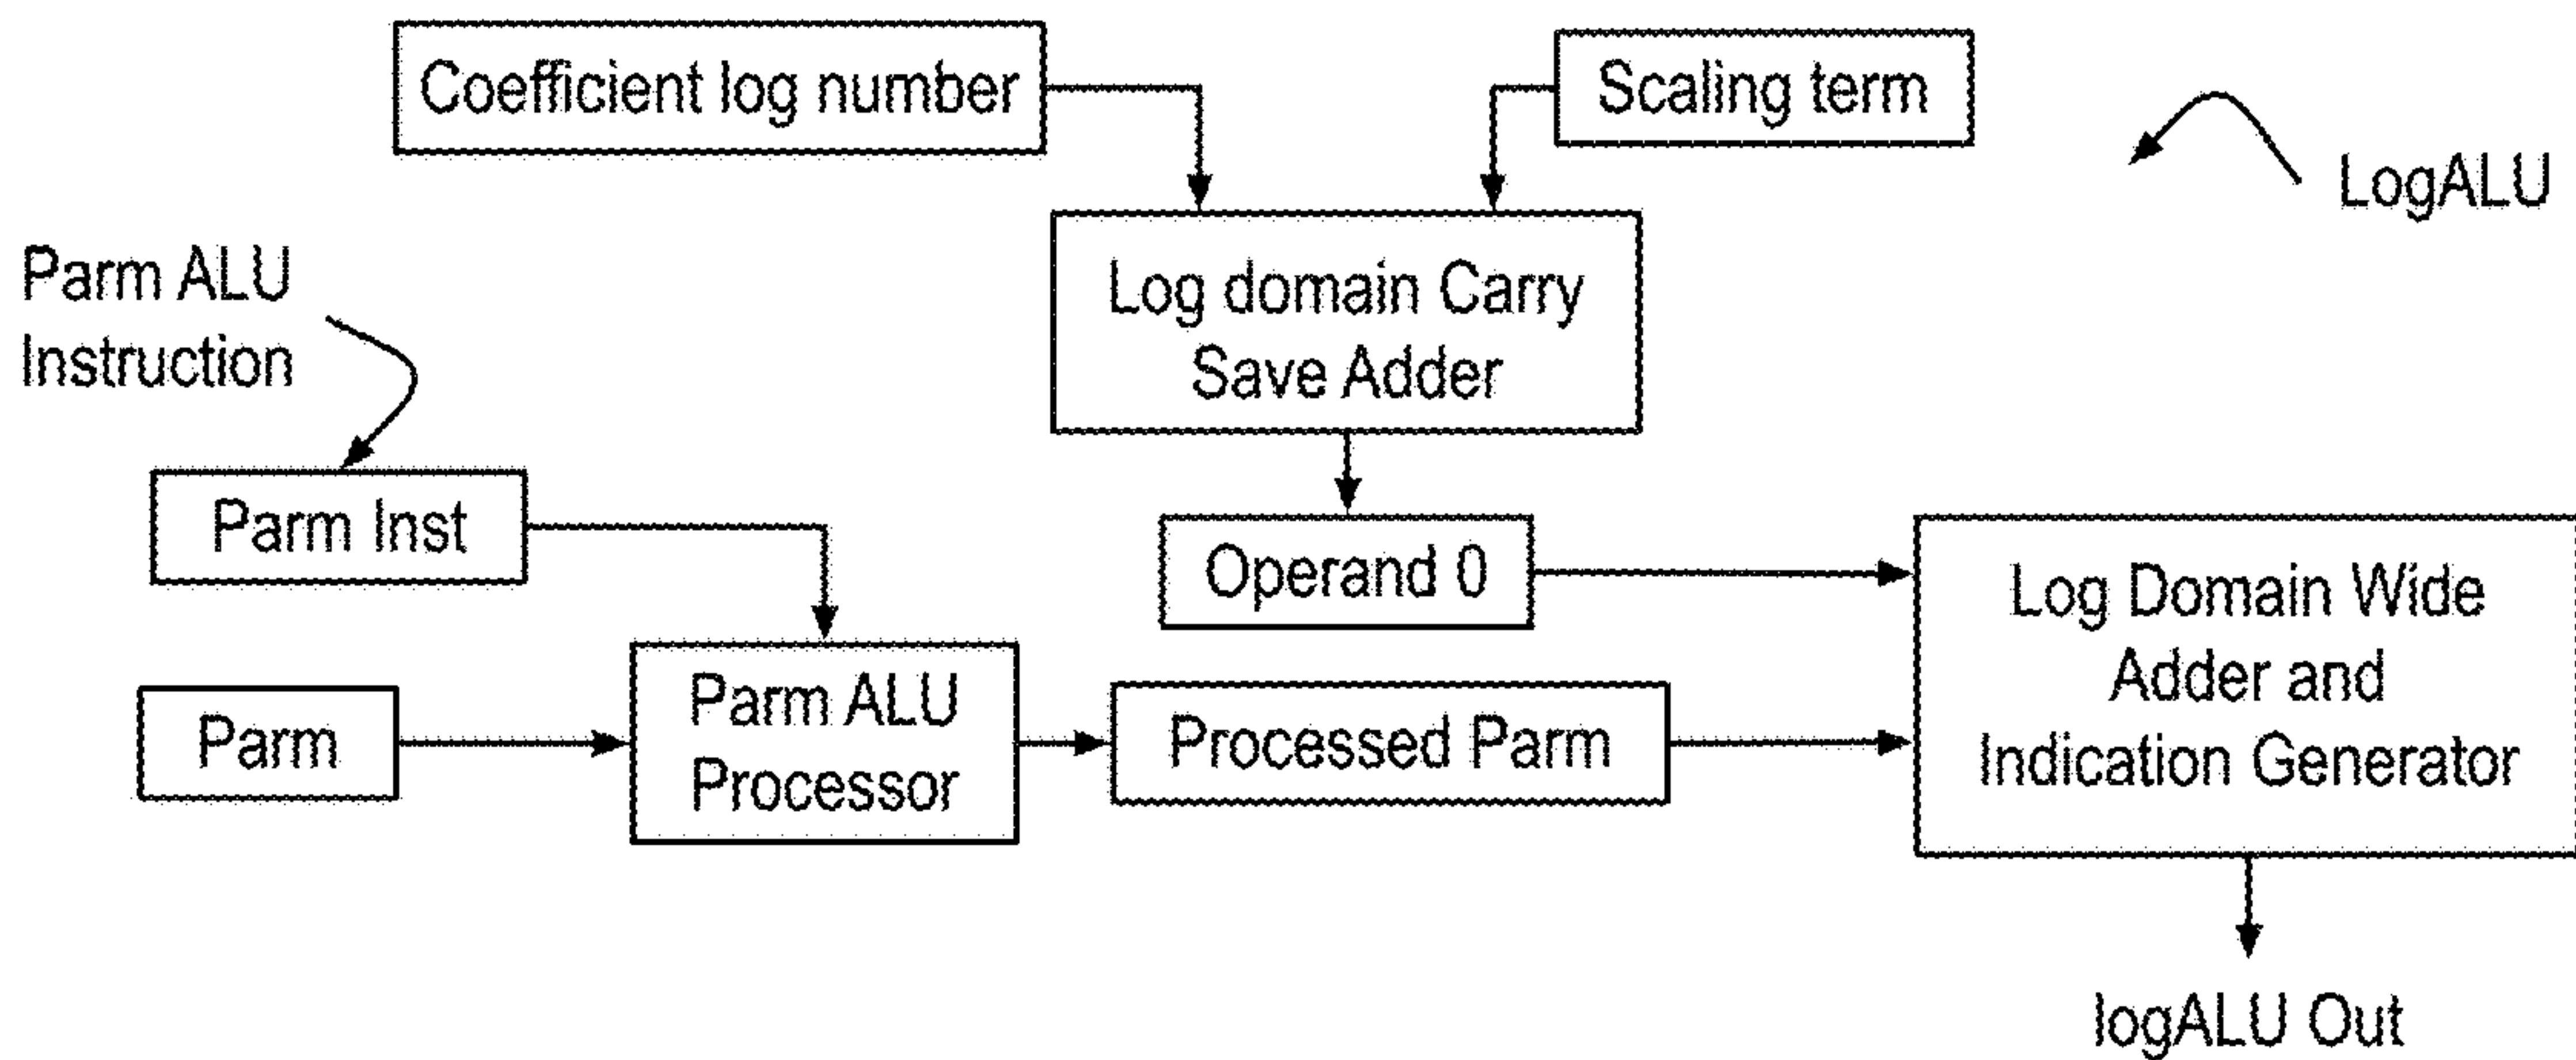 Coefficient log number
Scaling term
LogALU
Parm ALU
Instruction
Log domain Carry
Save Adder
Parm Inst
Operand 0
Log Domain Wide
Adder and
Indication Generator
Parm
Parm ALU
Processor
Processed Parm
logALU Out